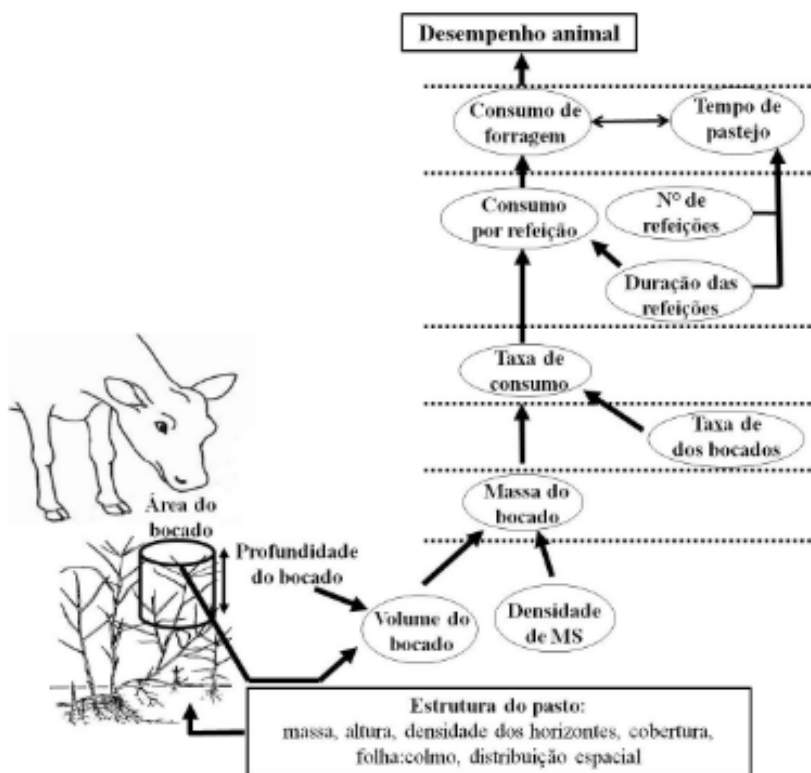 Desempenho animal
Consumo de
forragem
Tempo de
pastejo
Consumo
por refeição
N° de
refeições
Duração das
refeições
Taxa de
consumo
Taxa de
dos bocados
Massa do
bocado
Área do
bocado
Profundidade
do bocado
Volume do
bocado
Densidade
de MS
Estrutura do pasto:
massa, altura, densidade dos horizontes, cobertura,
folha:colmo, distribuição espacial